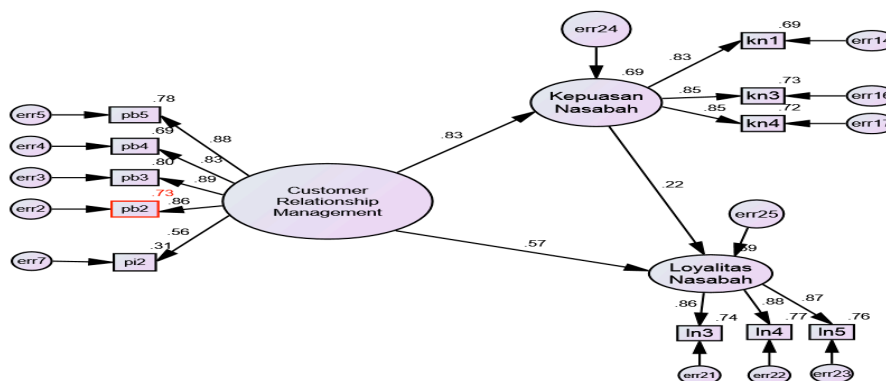 err24
.69
kn1
err14
.83
.69
.73
Kepuasan
Nasabah
.85
kn3
err16
.72
.85
kn4
err17
.78
err5
pb5
.88
.69
err4
pb4
.83
.83
.80
err3
pb3
.89
.73
err2
pb2
.86
Customer
Relationship
Management
.22
err25
.56
.57
.31
err7
pi2
Loyalitas
Nasabah
.86
.74
.88
.77
.87
.76
ln3
ln4
ln5
err21
err22
err23